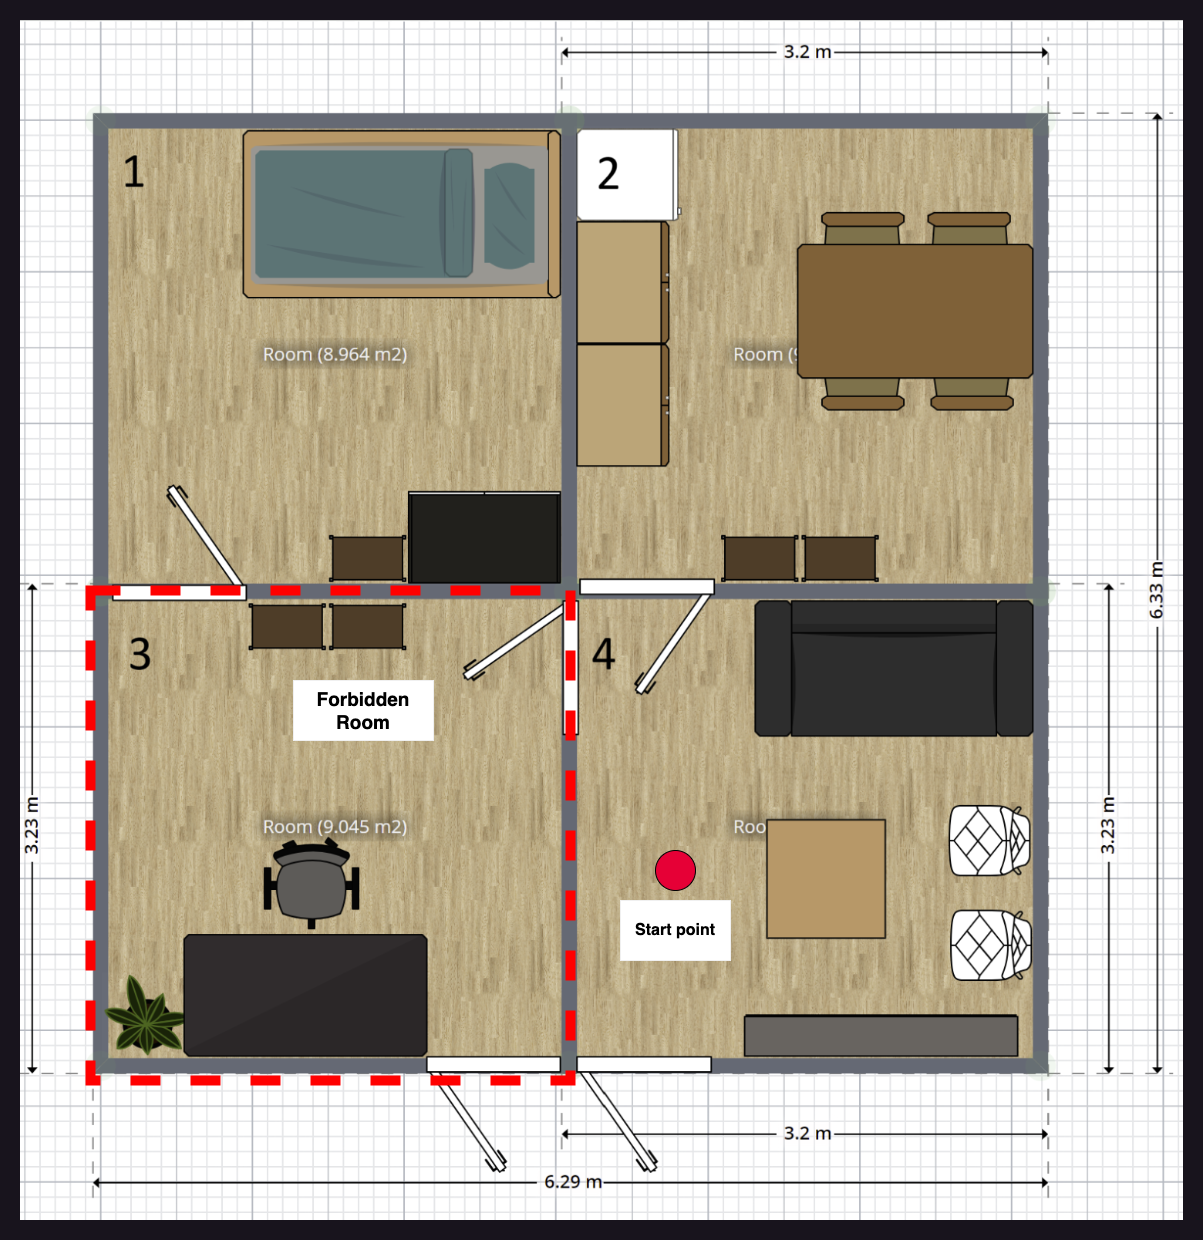 3.2 m
1
2
Room (8.964 m2)
Room (9
6.33 m
3
4
Forbidden
Room
3.23 m
Room (9.045 m2)
Roo
3.23 m
Start point
3.2 m
6.29 m